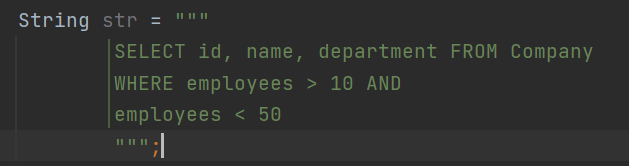 String str = """
SELECT id, name, department FROM Company
WHERE employees > 10 AND
employees < 50
""";